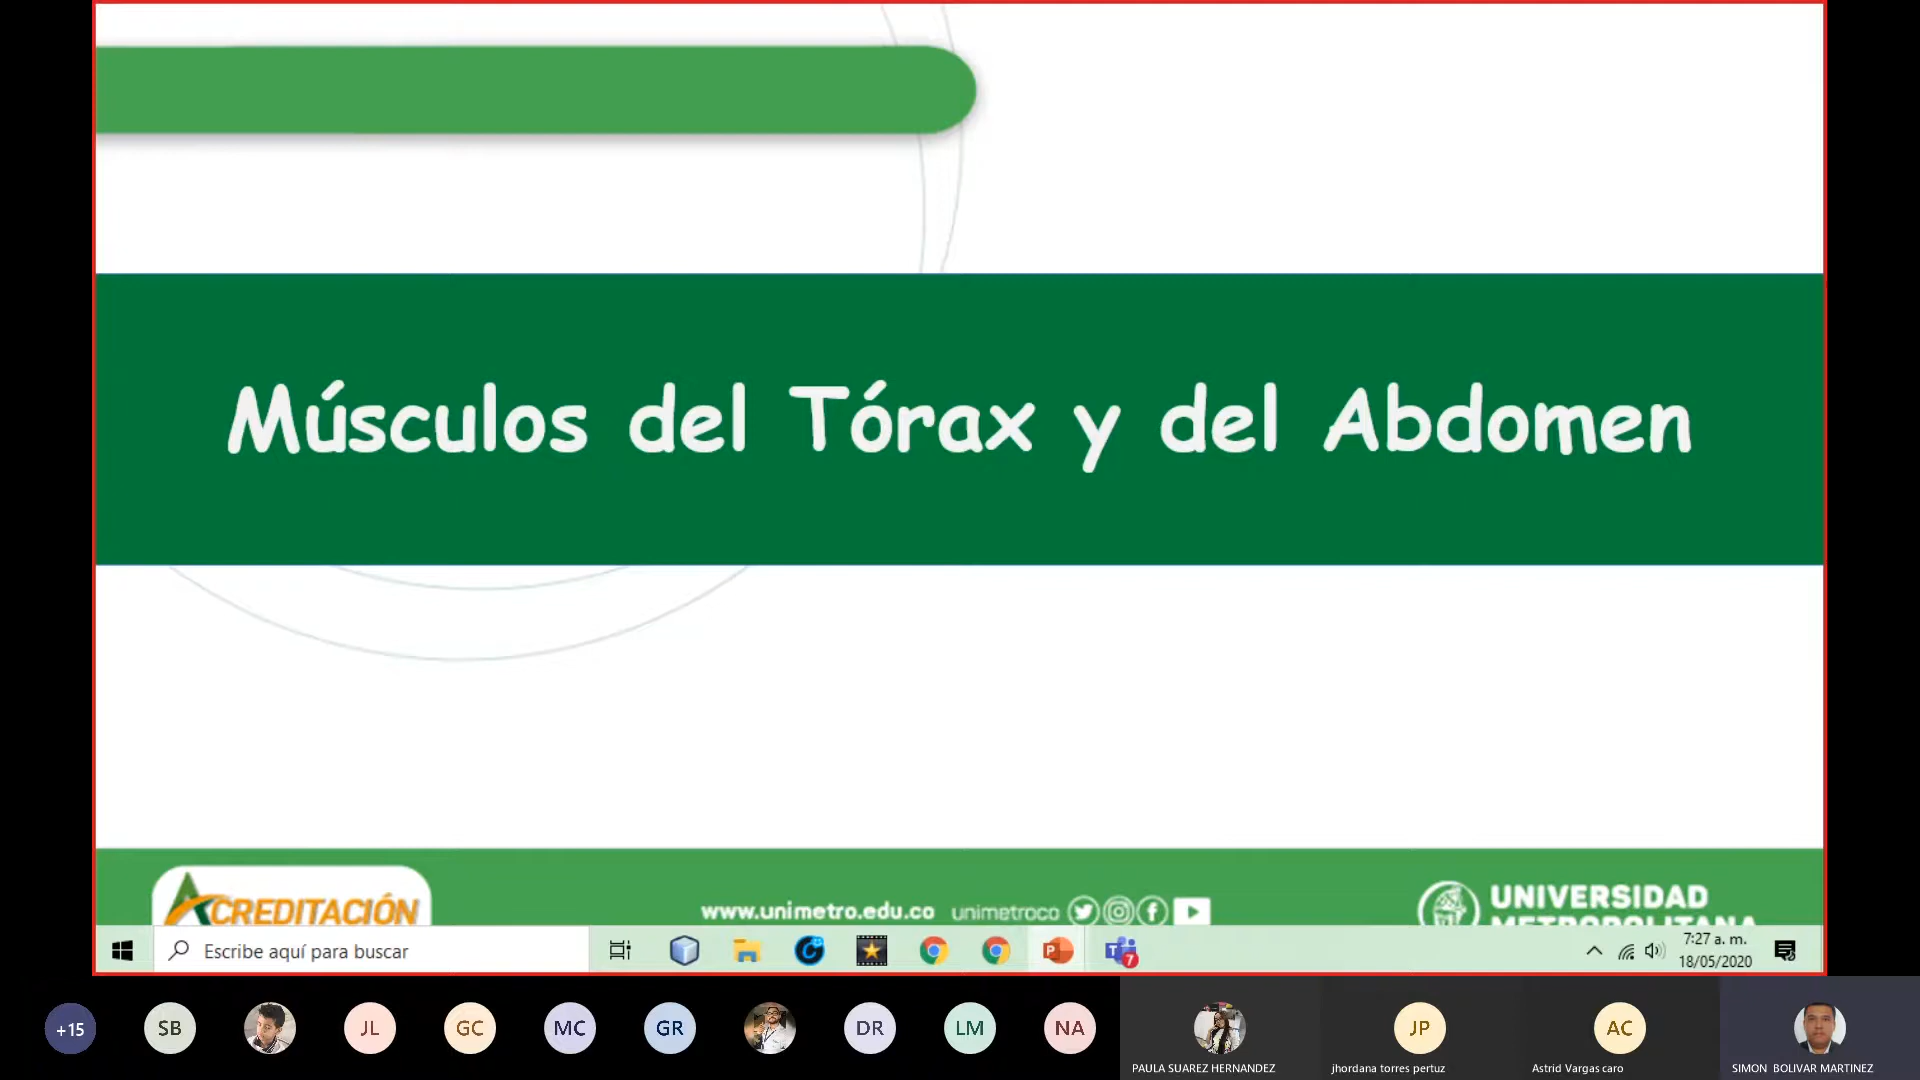 Músculos del Tórax y del Abdomen
ACREDITACIÓN
www.unimetro.edu.co unimetroco
UNIVERSIDAD
METROPOLITANA
Escribe aquí para buscar
7
7:27 a. m.
18/05/2020
+15
SB
JL
GC
MC
GR
DR
LM
NA
JP
AC
PAULA SUAREZ HERNANDEZ
jhordana torres pertuz
Astrid Vargas caro
SIMON BOLIVAR MARTINEZ